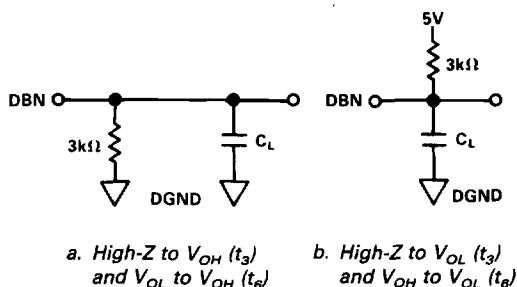 5V
3kΩ
DBN
DBN
3kΩ
C_L
C_L
DGND
DGND
a. High-Z to V_OH (t_3)
and V_OL to V_OH (t_6)
b. High-Z to V_OL (t_3)
and V_OH to V_OL (t_6)